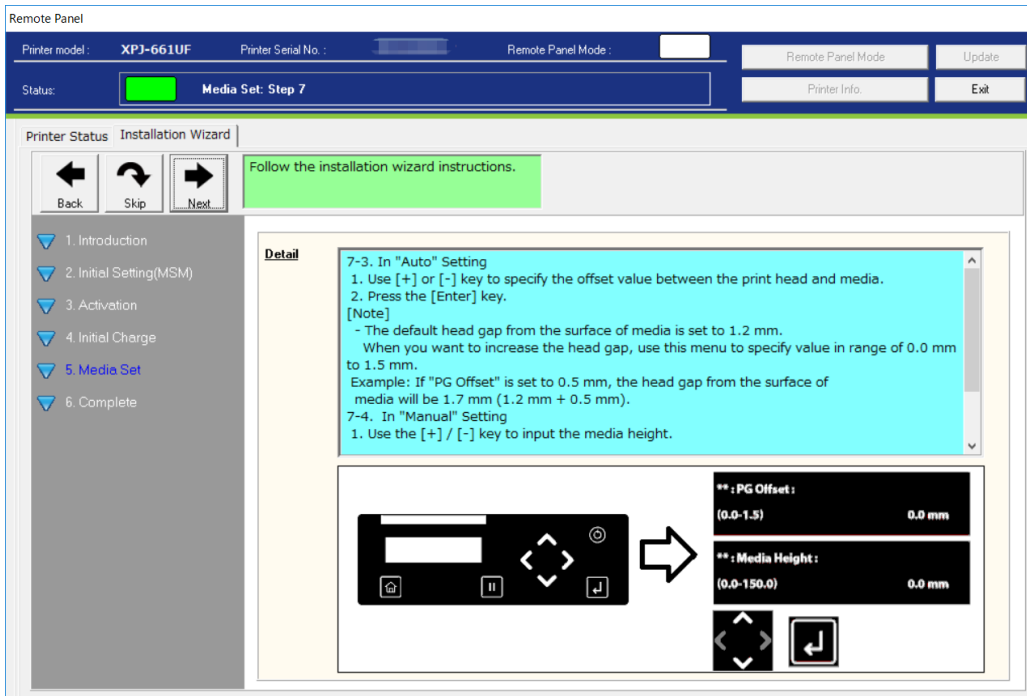 Remote Panel
Printer model : XPJ-661UF Printer Serial No. : Remote Panel Mode :
Remote Panel Mode Update
Status: Media Set: Step 7
Printer Info. Exit
Printer Status Installation Wizard
Back Skip Next
Follow the installation wizard instructions.
1. Introduction
2. Initial Setting(MSM)
3. Activation
4. Initial Charge
5. Media Set
6. Complete
Detail
7-3. In "Auto" Setting
1. Use [+] or [-] key to specify the offset value between the print head and media.
2. Press the [Enter] key.
[Note]
- The default head gap from the surface of media is set to 1.2 mm.
When you want to increase the head gap, use this menu to specify value in range of 0.0 mm
to 1.5 mm.
Example: If "PG Offset" is set to 0.5 mm, the head gap from the surface of
media will be 1.7 mm (1.2 mm + 0.5 mm).
7-4. In "Manual" Setting
1. Use the [+] / [-] key to input the media height.
** : PG Offset :
(0.0-1.5) 0.0 mm
** : Media Height :
(0.0-150.0) 0.0 mm